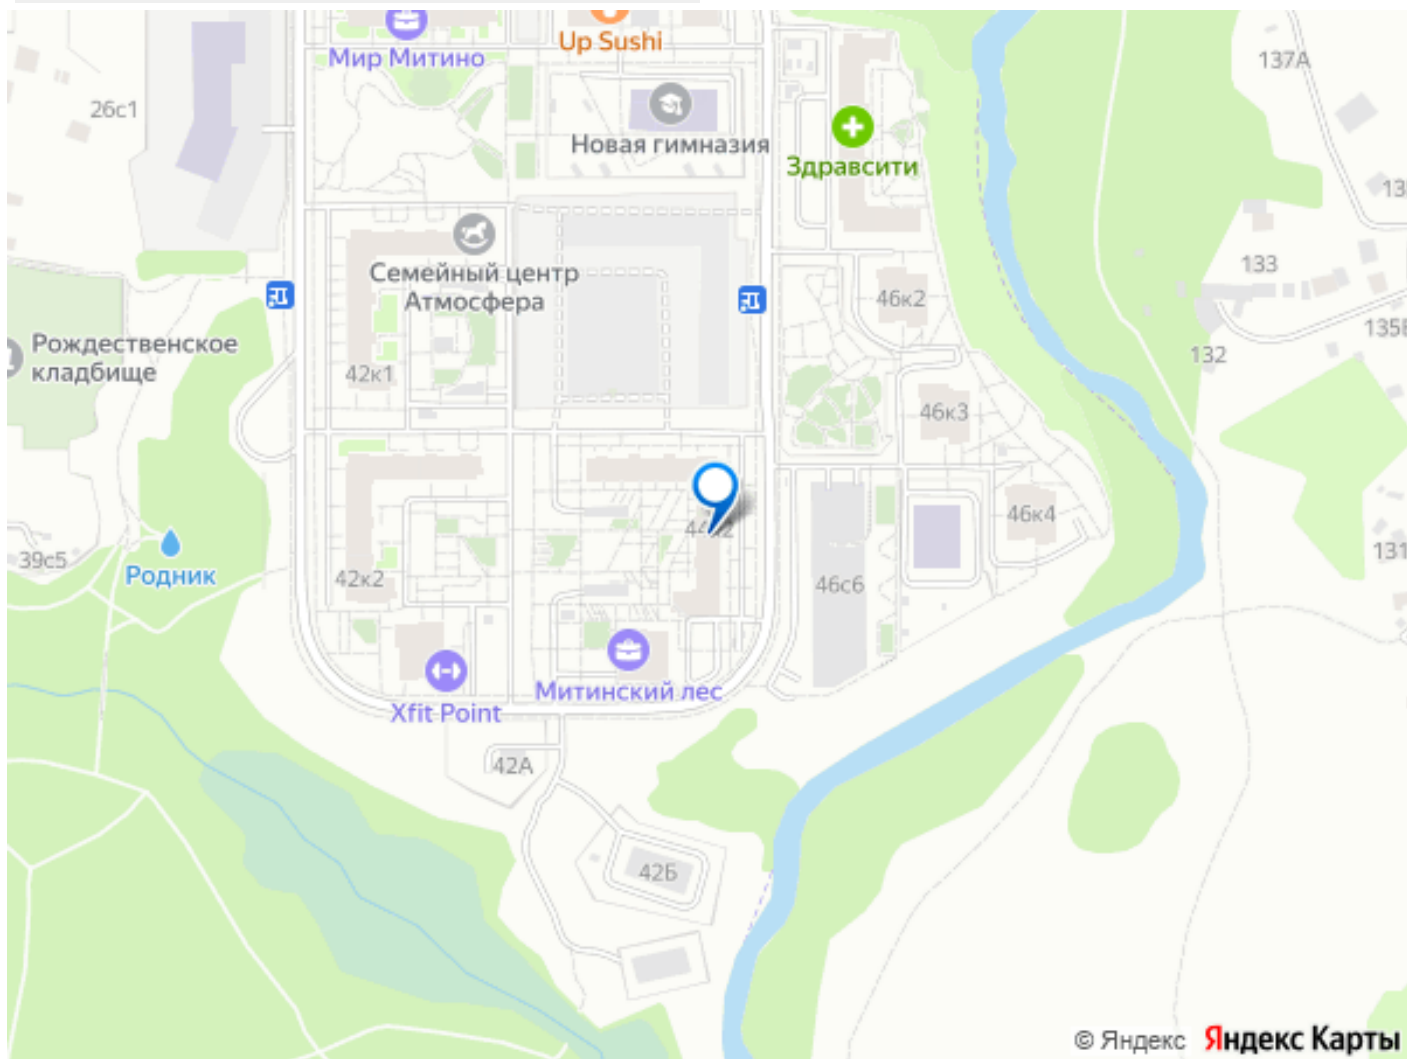 Мир Митино
Up Sushi
137А
26с1
Новая гимназия
Здравсити
133
Семейный центр
Атмосфера
46к2
Рождественское
кладбище
42к1
132
46к3
46к4
39с5
Родник
42к2
46с6
131
Митинский лес
Xfit Point
42А
42Б
© Яндекс Яндекс Карты